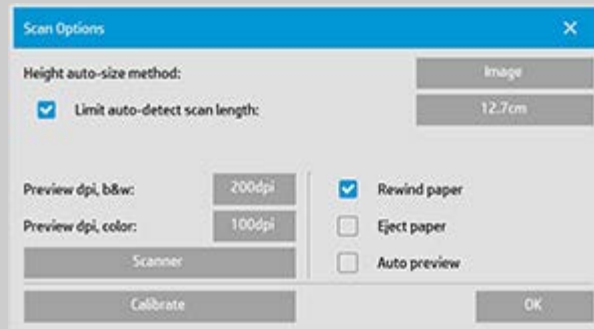 Scan Options
Height auto-size method: Image
Limit auto-detect scan length: 12.7cm
Preview dpi, b&w: 200dpi
Rewind paper
Preview dpi, color: 100dpi
Eject paper
Scanner
Auto preview
Calibrate
OK